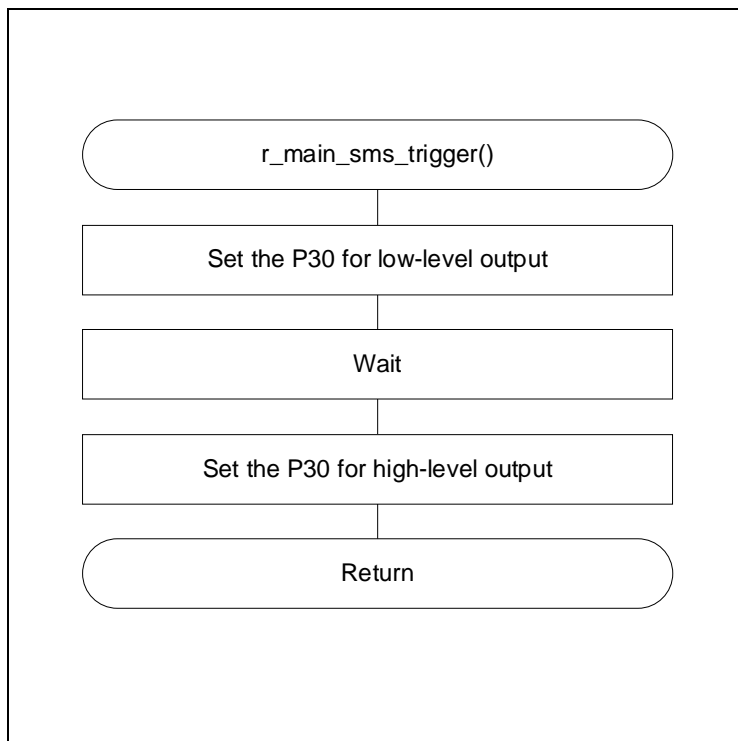 r_main_sms_trigger()
Set the P30 for low-level output
Wait
Set the P30 for high-level output
Return